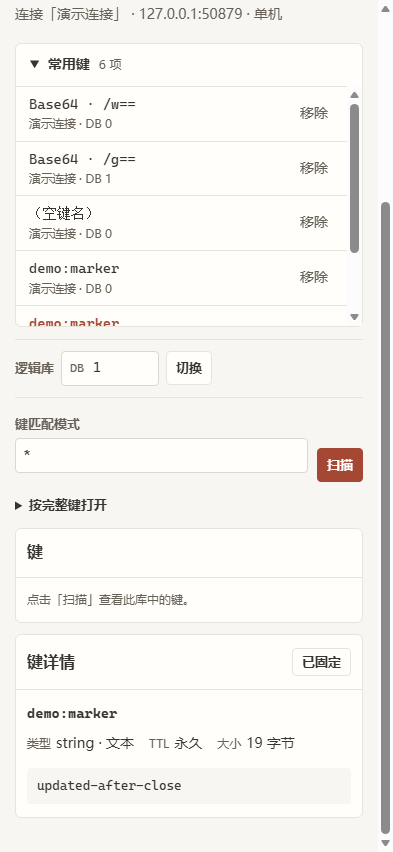 连接「演示连接」 · 127.0.0.1:50879 · 单机
▼ 常用键 6 项
Base64 · /w== 移除
演示连接 · DB 0
Base64 · /g== 移除
演示连接 · DB 1
（空键名） 移除
演示连接 · DB 0
demo:marker 移除
演示连接 · DB 0
demo:marker
逻辑库 DB 1 切换
键匹配模式
* 扫描
▶ 按完整键打开
键
点击「扫描」查看此库中的键。
键详情 已固定
demo:marker
类型 string · 文本 TTL 永久 大小 19 字节
updated-after-close